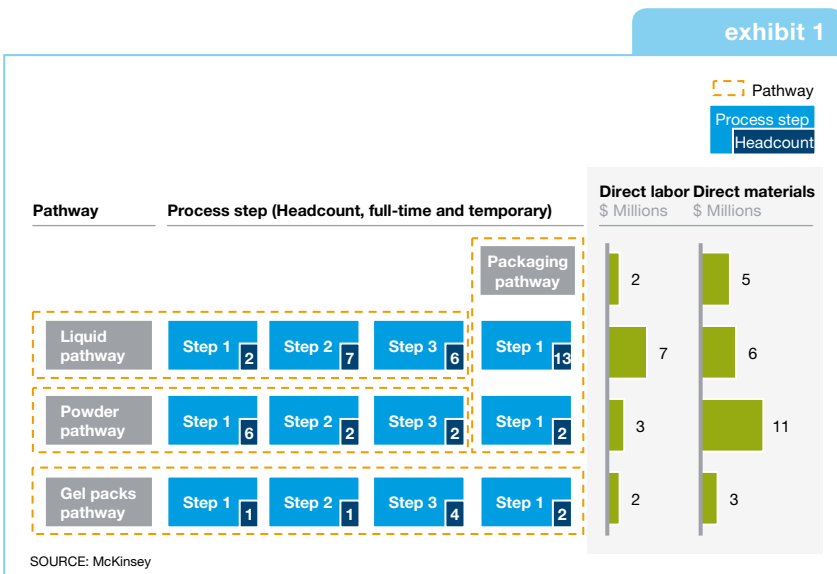 exhibit 1
Pathway
Process step
Headcount
Pathway
Process step (Headcount, full-time and temporary)
Direct labor
$ Millions
Direct materials
$ Millions
Packaging
pathway
2
5
Liquid
pathway
Step 1
2
Step 2
7
Step 3
6
Step 1
13
7
6
Powder
pathway
Step 1
6
Step 2
2
Step 3
2
Step 1
2
3
11
Gel packs
pathway
Step 1
1
Step 2
1
Step 3
4
Step 1
2
2
3
SOURCE: McKinsey